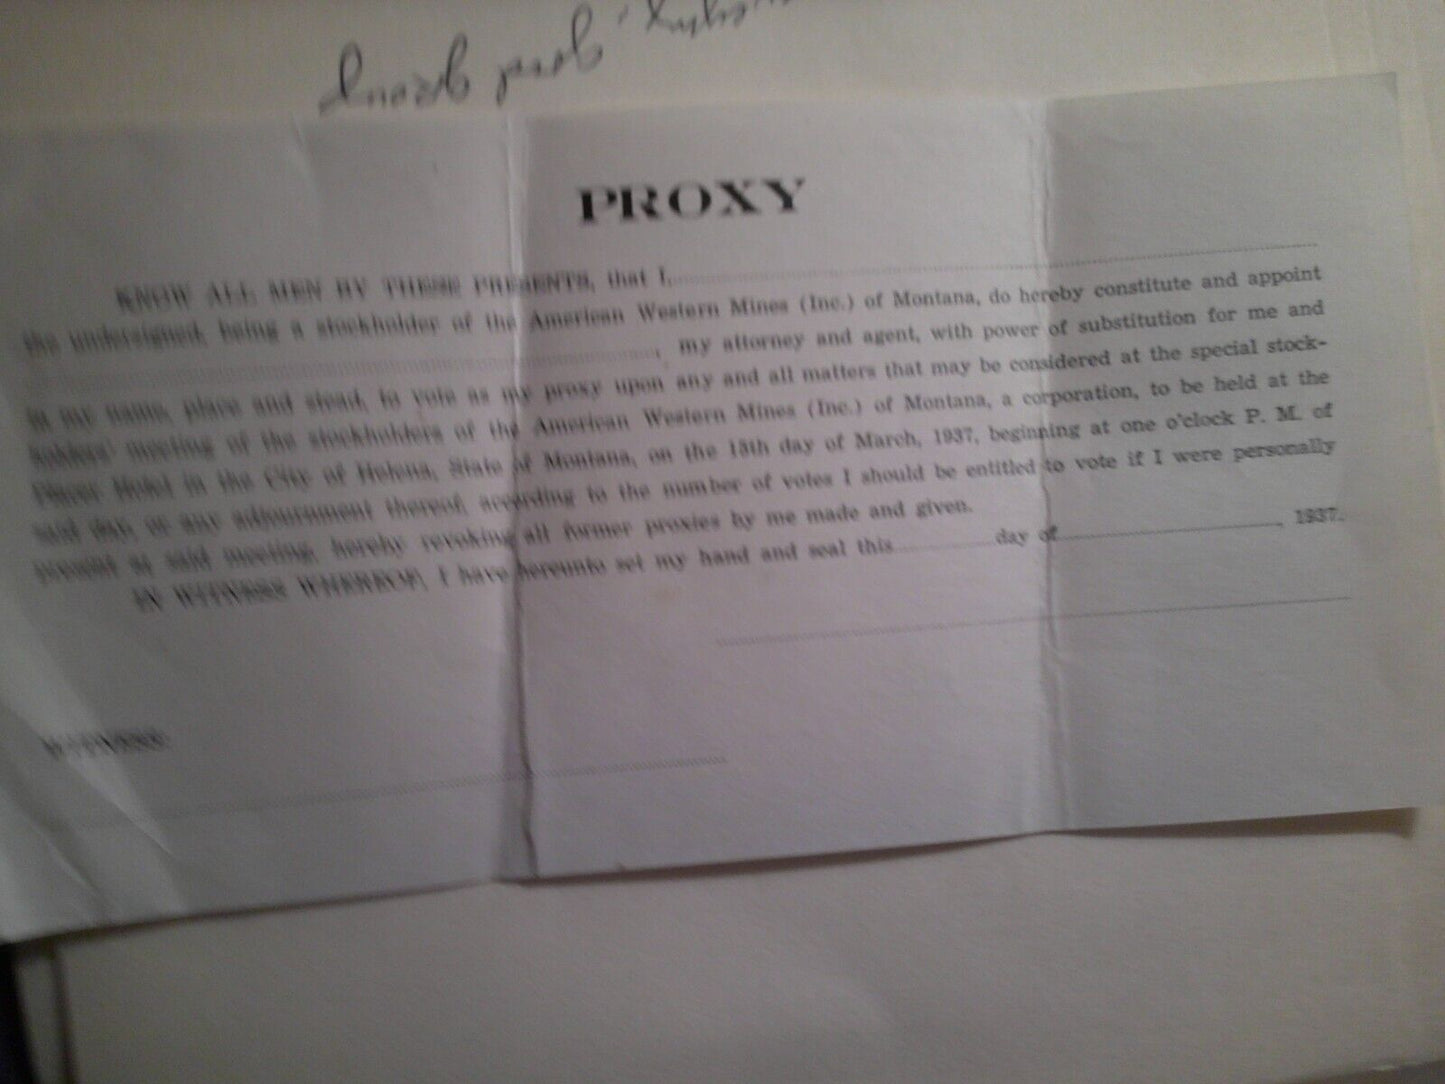 PROXY
KNOW ALL MEN BY THESE PRESENTS, that I,
the undersigned, being a stockholder of the American Western Mines (Inc.) of Montana, do hereby constitute and appoint
, my attorney and agent, with power of substitution for me and
in my name, place and stead, to vote as my proxy upon any and all matters that may be considered at the special stock-
holders' meeting of the stockholders of the American Western Mines (Inc.) of Montana, a corporation, to be held at the
Placer Hotel in the City of Helena, State of Montana, on the 15th day of March, 1937, beginning at one o'clock P. M. of
said day, or any adjournment thereof, according to the number of votes I should be entitled to vote if I were personally
present at said meeting, hereby revoking all former proxies by me made and given.
IN WITNESS WHEREOF, I have hereunto set my hand and seal this day of , 1937.
WITNESS: